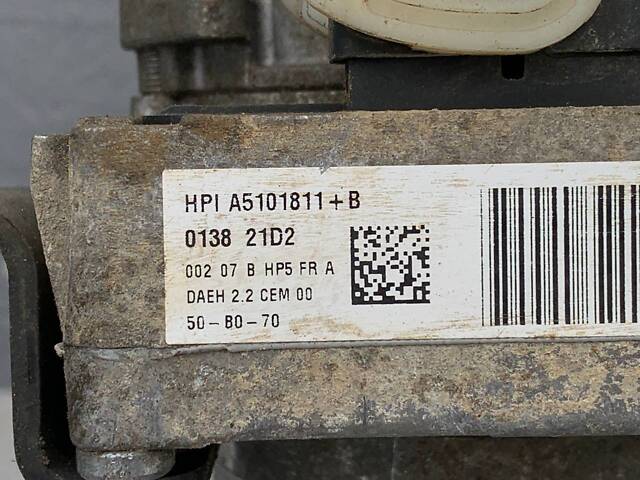 HPI A5101811+B
0138 21D2
002 07 B HP5 FR A
DAEH 2.2 CEM 00
50-B0-70